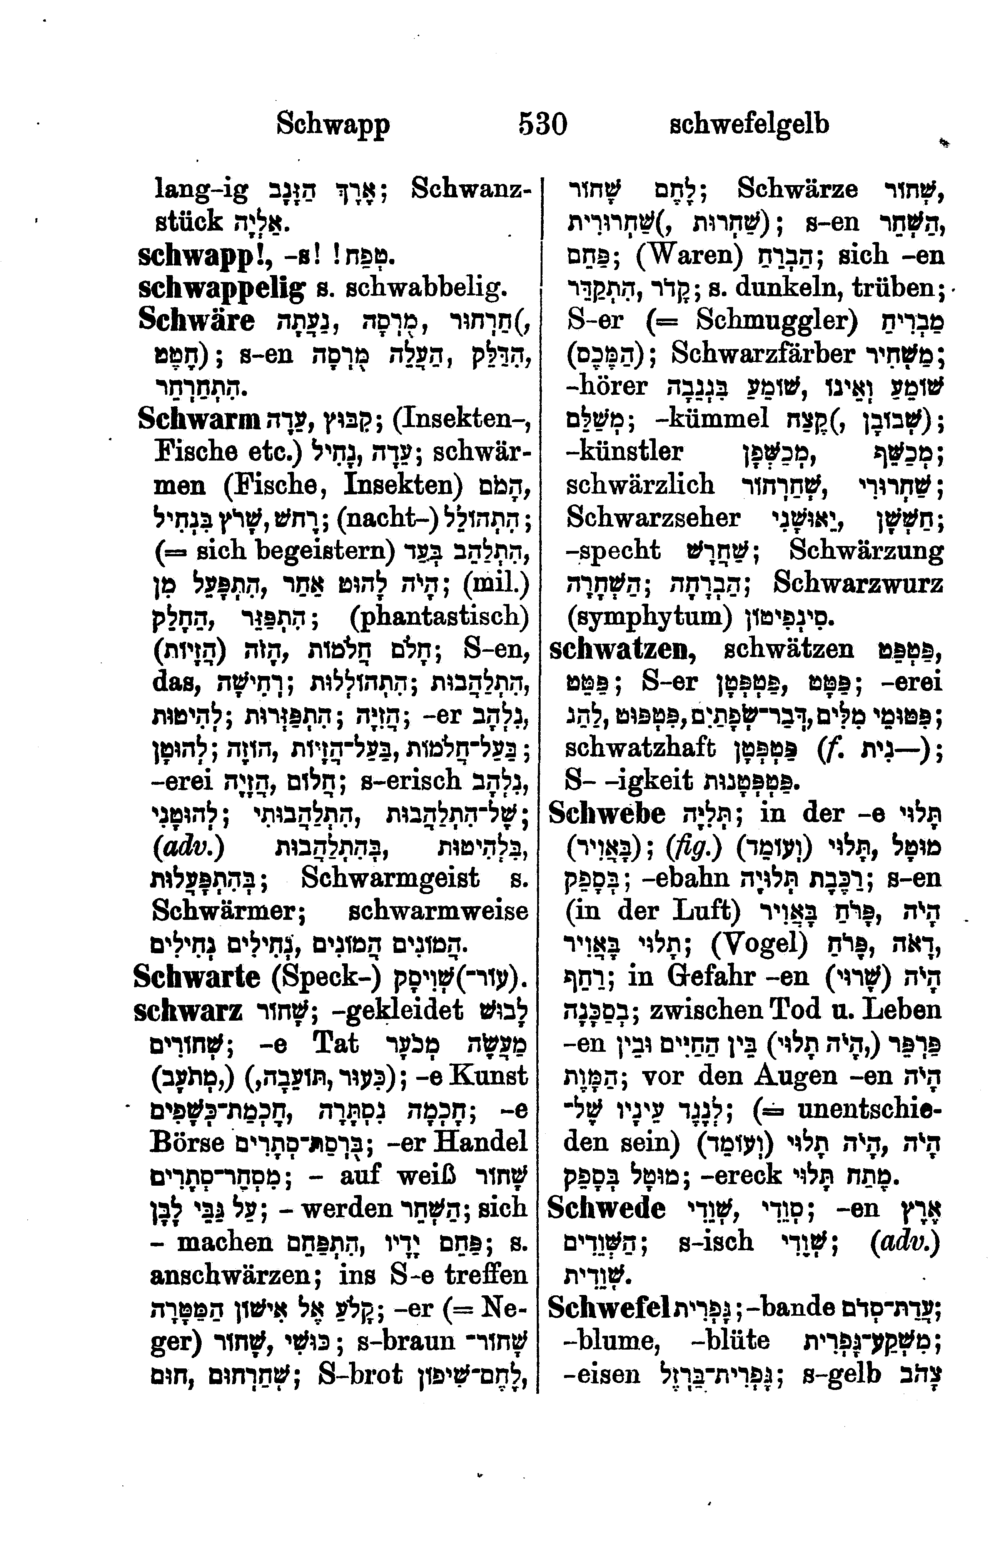 Schwapp 530 schwefelgelb
lang-ig אֲרָךְ הַזָּנָב; Schwanz-
stück אַלְיָה.
schwapp!, -s! טְפַח!.
schwappelig s. schwabbelig.
Schwäre חַרְחוּר, מֻרְסָה, נַעְתָּה(,
חֲטָט); s-en הִדַּלֵּק, הַעֲלֵה מֻרְסָה,
הִתְחַרְחַר.
Schwarm עֵדָה, קִבּוּץ; (Insekten-,
Fische etc.) נָחִיל, עֵדָה; schwär-
men (Fische, Insekten) הָמֹם,
רָחֹשׁ, שָׁרֹץ בִּנְחִיל; (nacht-) הִתְהוֹלֵל;
(= sich begeistern) הִתְלַהֵב בְּעַד,
הָיֹה לָהוּט אַחַר, הִתְפָּעֵל מִן; (mil.)
הִתְפַּזֵּר, הֵחָלֵק; (phantastisch)
חָלֹם חֲלֹמוֹת, הָזֹה (הֲזָיוֹת); S-en,
das, הִתְלַהֲבוּת; הִתְהוֹלְלוּת; רְחִישָׁה;
הֲזָיָה; הִתְפַּזְּרוּת; לְהִיטוּת; -er נִלְהָב,
בַּעַל־חֲלֹמוֹת, בַּעַל־הֲזָיוֹת, הוֹזֶה; לְהוּטָן;
-erei חֲלוֹם, הֲזָיָה; s-erisch נִלְהָב,
שֶׁל־הִתְלַהֲבוּת, הִתְלַהֲבוּתִי; לְהוּטָנִי;
(adv.) בִּלְהִיטוּת, בְּהִתְלַהֲבוּת,
בְּהִתְפָּעֲלוּת; Schwarmgeist s.
Schwärmer; schwarmweise
הֲמוֹנִים הֲמוֹנִים, נְחִילִים נְחִילִים.
Schwarte (Speck-) שְׁוִיסָק(עוֹר־).
schwarz שָׁחוֹר; -gekleidet לָבוּשׁ
שְׁחוֹרִים; -e Tat מַעֲשֶׂה מְכֹעָר
(,מְתֹעָב) (,כִּעוּר, תּוֹעֵבָה); -e Kunst
חָכְמָה נִסְתָּרָה, חָכְמַת־כְּשָׁפִים; -e
Börse בֻּרְסַת־סְתָרִים; -er Handel
מִסְחַר־סְתָרִים; - auf weiß שָׁחוֹר
עַל גַּבֵּי לָבָן; - werden הַשְׁחֵר; sich
- machen פַּחֵם יָדָיו, הִתְפַּחֵם; s.
anschwärzen; ins S-e treffen
קָלֹעַ אֶל אִישׁוֹן הַמַּטָּרָה; -er (= Ne-
ger) כּוּשִׁי, שָׁחוֹר; s-braun שָׁחוֹר־
חוּם, שְׁחַרְחוּם; S-brot לֶחֶם־שִׁיפוֹן,
לֶחֶם שָׁחוֹר; Schwärze שְׁחוֹר,
(שַׁחֲרוּת ,)שַׁחֲרוּרִית; s-en הַשְׁחֵר,
פַּחֵם; (Waren) הַבְרֵחַ; sich -en
קְדֹר, הִתְקַדֵּר; s. dunkeln, trüben;
S-er (= Schmuggler) מַבְרִיחַ
(הַמֶּכֶס); Schwarzfärber מַשְׁחִיר;
-hörer שׁוֹמֵעַ וְאֵינוֹ, שׁוֹמֵעַ בִּגְנֵבָה
מְשַׁלֵּם; -kümmel קֶצַח(, שְׁבוֹבָן);
-künstler מְכַשֵּׁף, מְכַשְּׁפָן;
schwärzlich שְׁחַרְחוֹר, שַׁחֲרוּרִי;
Schwarzseher חַשְׁשָׁן, יֵאוּשָׁנִי;
-specht שַׁחֲרָשׁ; Schwärzung
הַבְרָחָה; הַשְׁחָרָה; Schwarzwurz
(symphytum) סִינְפִיטוֹן.
schwatzen, schwätzen פַּטְפֵּט,
פַּטֵּט; S-er פַּטָּט, פַּטְפְּטָן; -erei
פִּטּוּמֵי מִלִּים, דְּבַר־שְׂפָתַיִם, פִּטְפּוּט, לַהַג;
schwatzhaft פַּטְפְּטָן (f. נִית—);
S- -igkeit פַּטְפְּטָנוּת.
Schwebe תְּלִיָּה; in der -e תָּלוּי
(בָּאֲוִיר); (fig.) תָּלוּי (וְעוֹמֵד), מוּטָל
בְּסָפֵק; -ebahn רַכֶּבֶת תְּלוּיָה; s-en
(in der Luft) הָיֹה, פָּרֹחַ בָּאֲוִיר
תָּלוּי בָּאֲוִיר; (Vogel) דָּאֹה, פָּרֹחַ,
רַחֵף; in Gefahr -en הָיֹה (שָׁרוּי)
בְּסַכָּנָה; zwischen Tod u. Leben
-en פַּרְפֵּר (,הָיֹה תָלוּי) בֵּין הַחַיִּים וּבֵין
הַמָּוֶת; vor den Augen -en הָיֹה
לְנֶגֶד עֵינָיו שֶׁל־; (= unentschie-
den sein) הָיֹה, הָיֹה תָלוּי (וְעוֹמֵד)
מוּטָל בְּסָפֵק; -ereck מֶתַח תָּלוּי.
Schwede סְוֵדִי, שְׁוֵדִי; -en אֶרֶץ
הַשְּׁוֵדִים; s-isch שְׁוֵדִי; (adv.)
שְׁוֵדִית.
Schwefel גָּפְרִית; -bande עֲדַת־סְדֹם;
-blume, -blüte מִשְׁקַע־גָּפְרִית;
-eisen גָּפְרִית־בַּרְזֶל; s-gelb צָהֹב